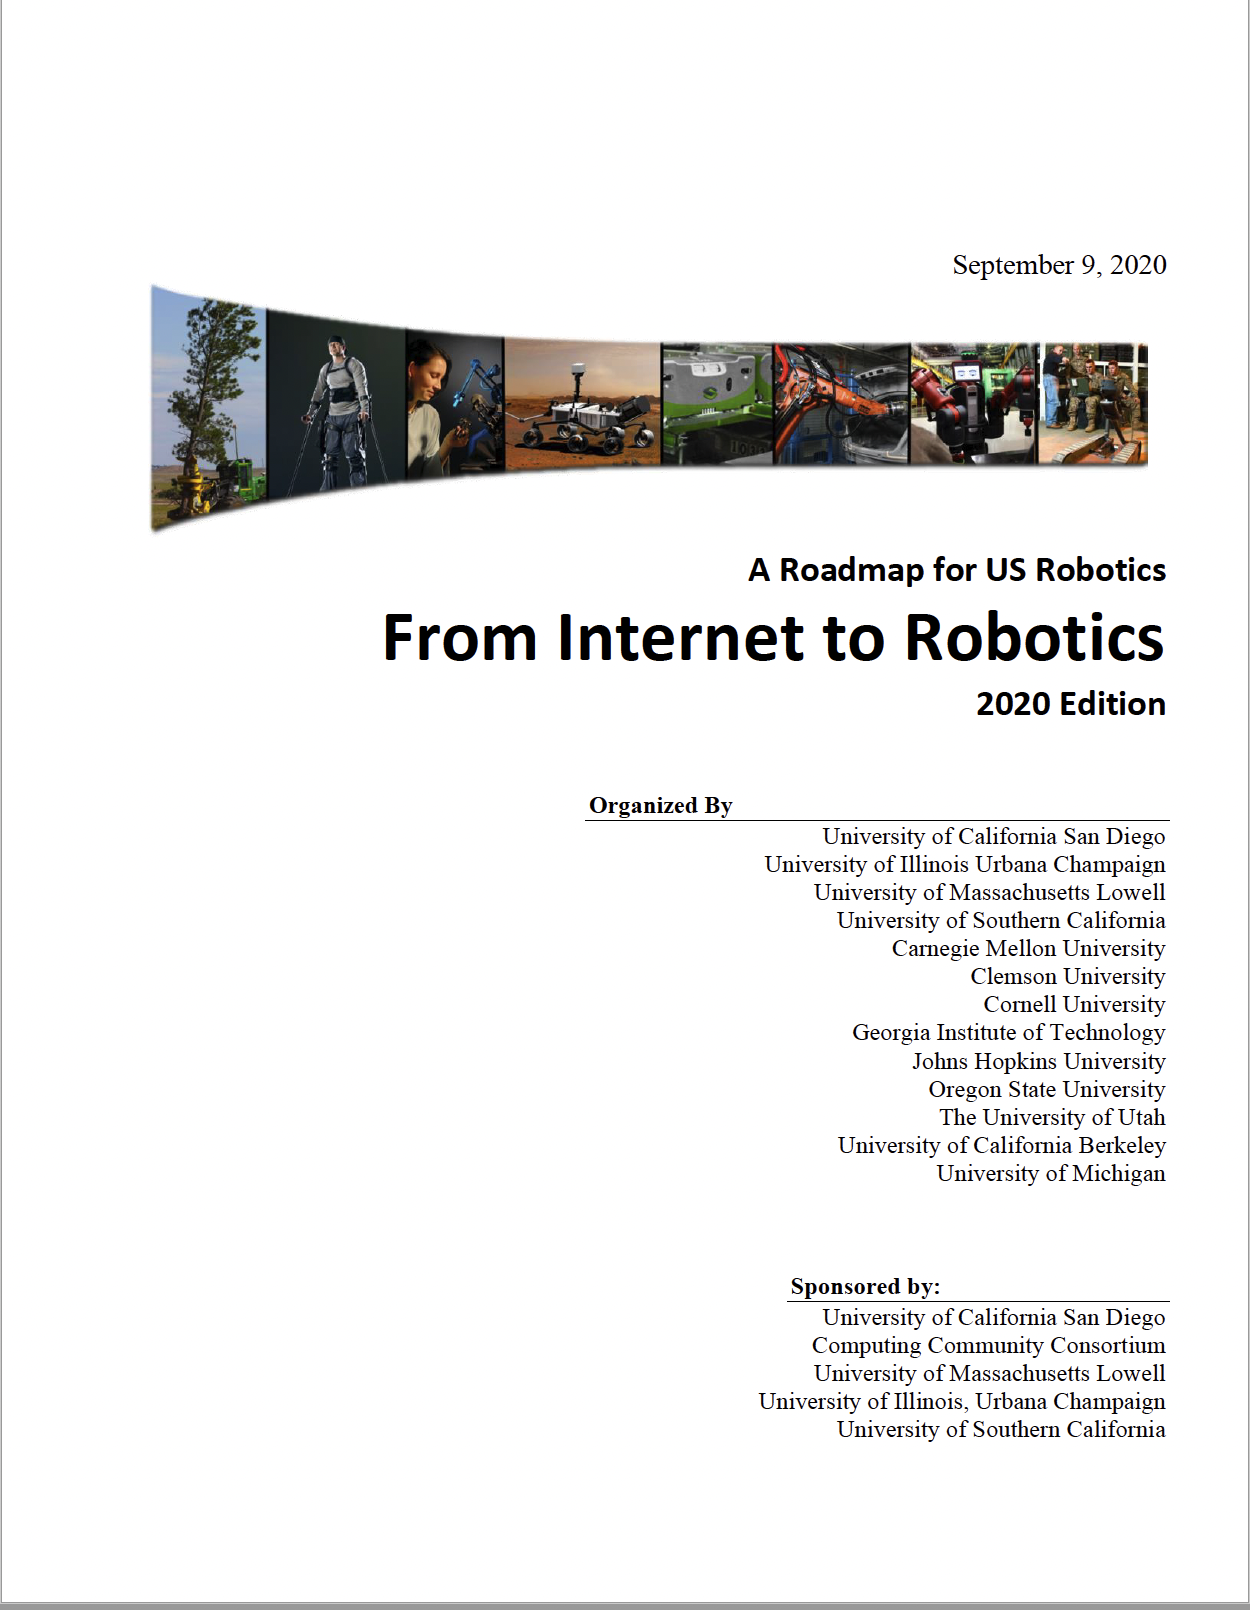 September 9, 2020
A Roadmap for US Robotics
From Internet to Robotics
2020 Edition
Organized By
University of California San Diego
University of Illinois Urbana Champaign
University of Massachusetts Lowell
University of Southern California
Carnegie Mellon University
Clemson University
Cornell University
Georgia Institute of Technology
Johns Hopkins University
Oregon State University
The University of Utah
University of California Berkeley
University of Michigan
Sponsored by:
University of California San Diego
Computing Community Consortium
University of Massachusetts Lowell
University of Illinois, Urbana Champaign
University of Southern California